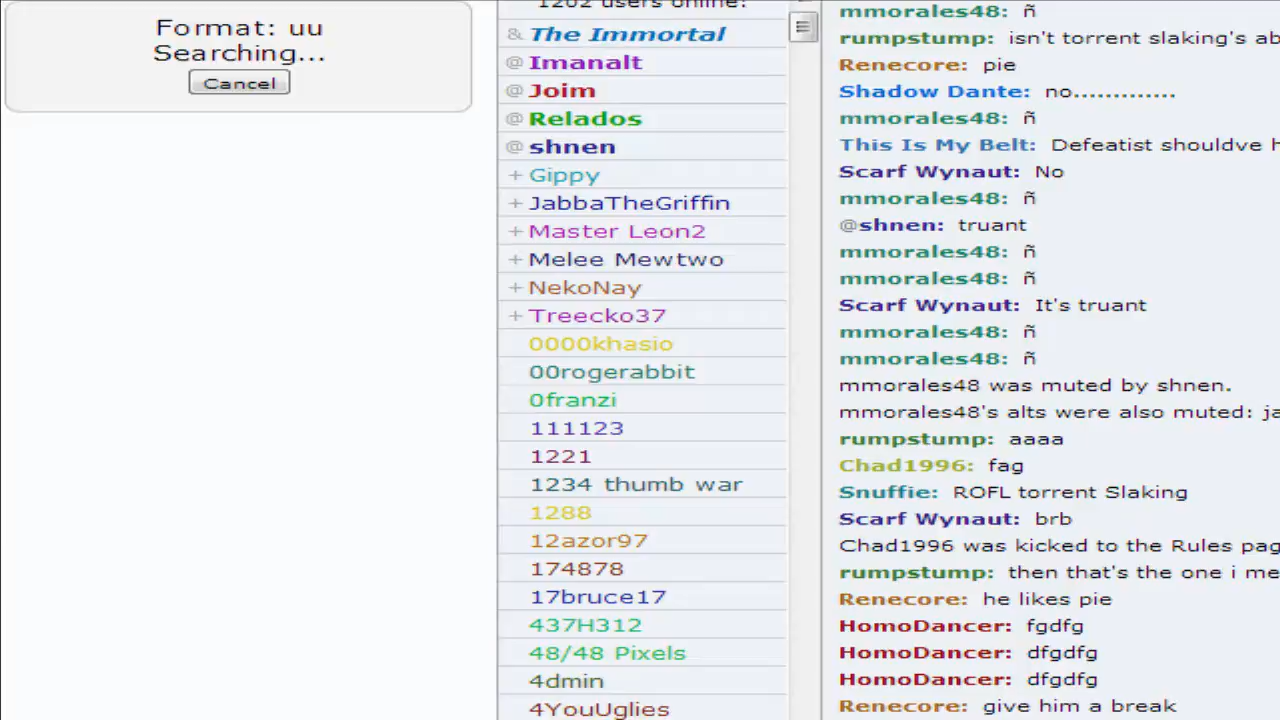 Format: uu
Searching...
Cancel
1202 users online:
& The Immortal
@ Imanalt
@ Joim
@ Relados
@ shnen
+ Gippy
+ JabbaTheGriffin
+ Master Leon2
+ Melee Mewtwo
+ NekoNay
+ Treecko37
0000khasio
00rogerabbit
0franzi
111123
1221
1234 thumb war
1288
12azor97
174878
17bruce17
437H312
48/48 Pixels
4dmin
4YouUglies
mmorales48: ñ
rumpstump: isn't torrent slaking's ab
Renecore: pie
Shadow Dante: no.............
mmorales48: ñ
This Is My Belt: Defeatist shouldve h
Scarf Wynaut: No
mmorales48: ñ
@shnen: truant
mmorales48: ñ
mmorales48: ñ
Scarf Wynaut: It's truant
mmorales48: ñ
mmorales48: ñ
mmorales48 was muted by shnen.
mmorales48's alts were also muted: ja
rumpstump: aaaa
Chad1996: fag
Snuffie: ROFL torrent Slaking
Scarf Wynaut: brb
Chad1996 was kicked to the Rules pag
rumpstump: then that's the one i me
Renecore: he likes pie
HomoDancer: fgdfg
HomoDancer: dfgdfg
HomoDancer: dfgdfg
Renecore: give him a break